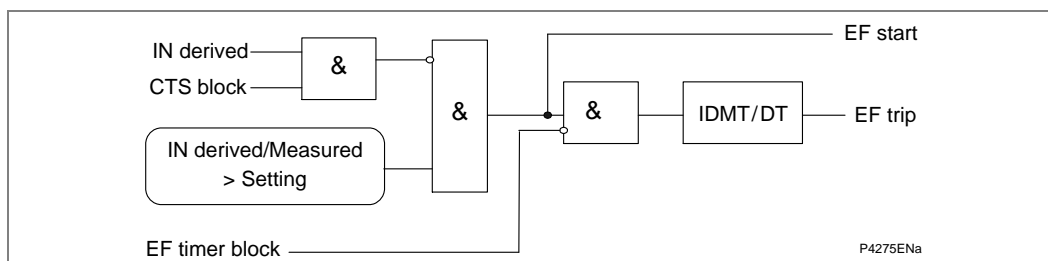 IN derived
CTS block
&
&
EF start
&
IDMT/DT
EF trip
IN derived/Measured
> Setting
EF timer block
P4275ENa